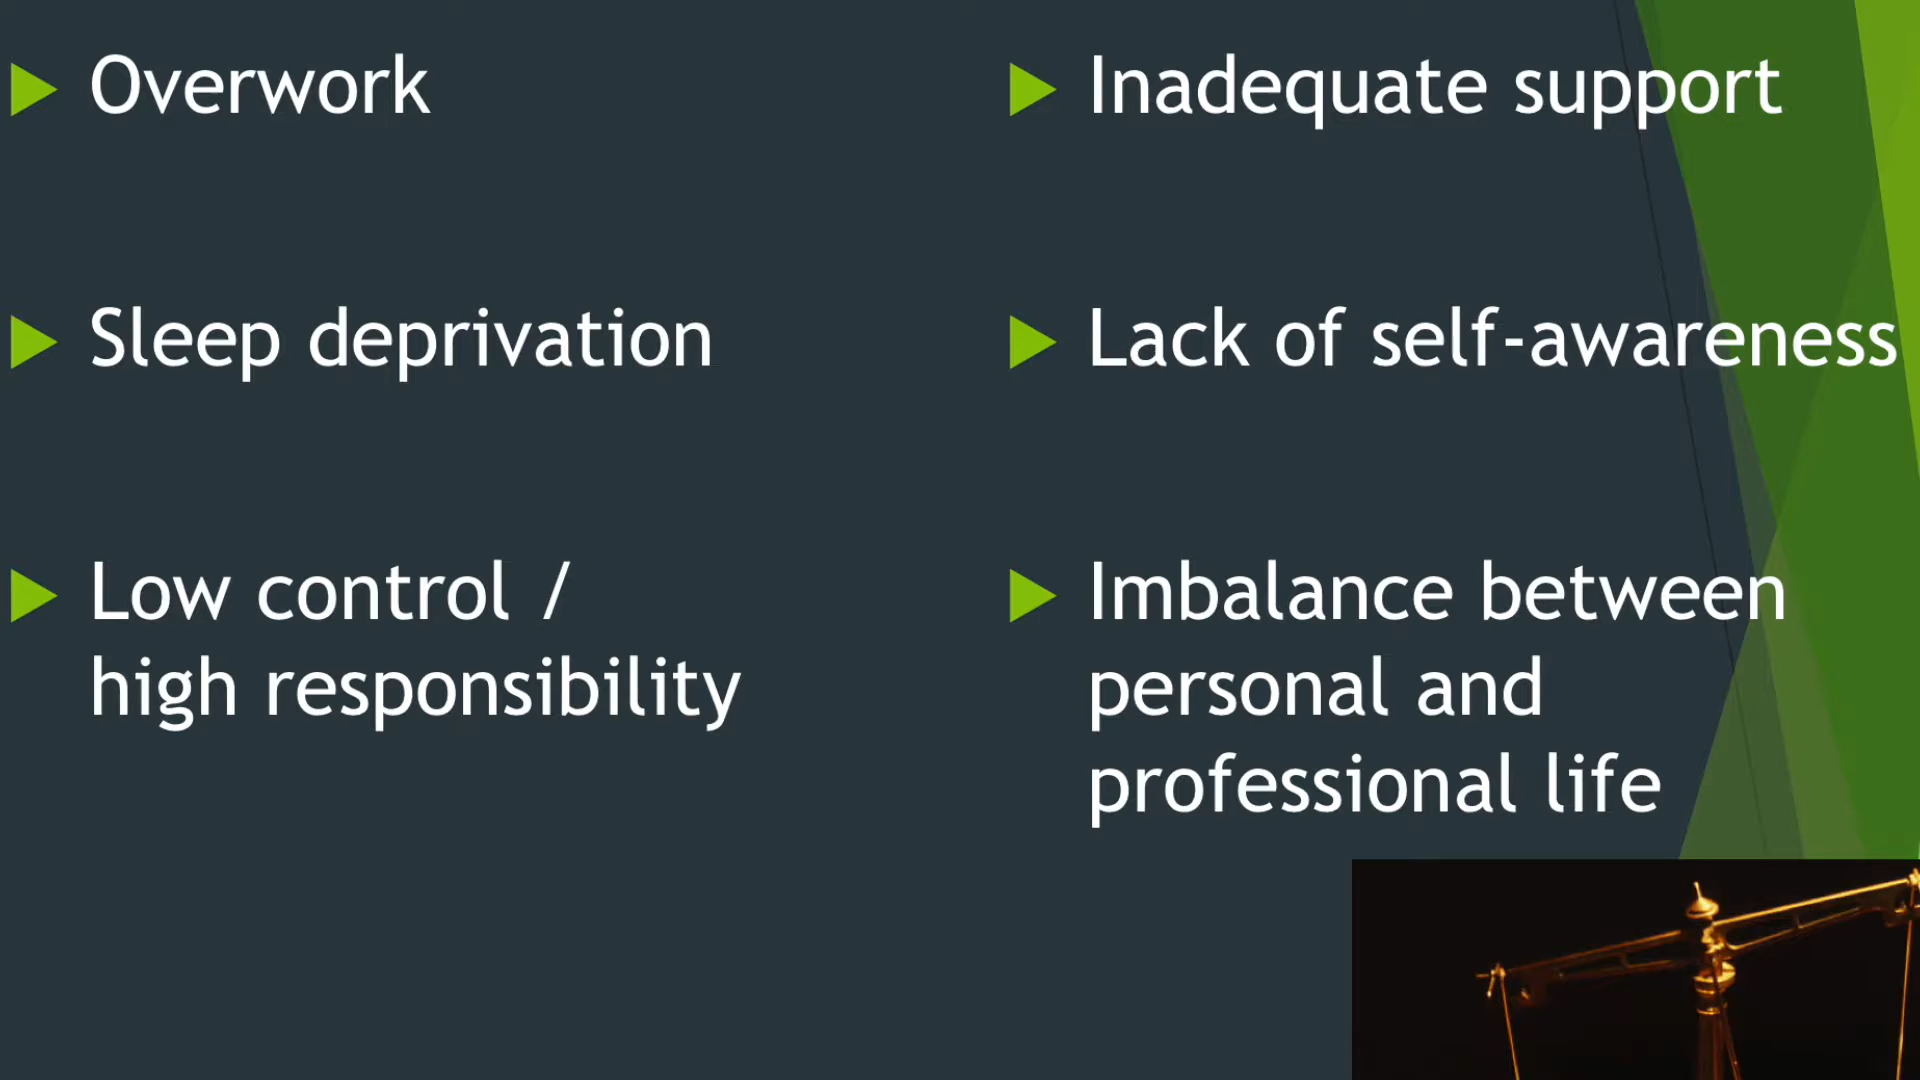 Overwork
Sleep deprivation
Low control /
high responsibility
Inadequate support
Lack of self-awareness
Imbalance between
personal and
professional life